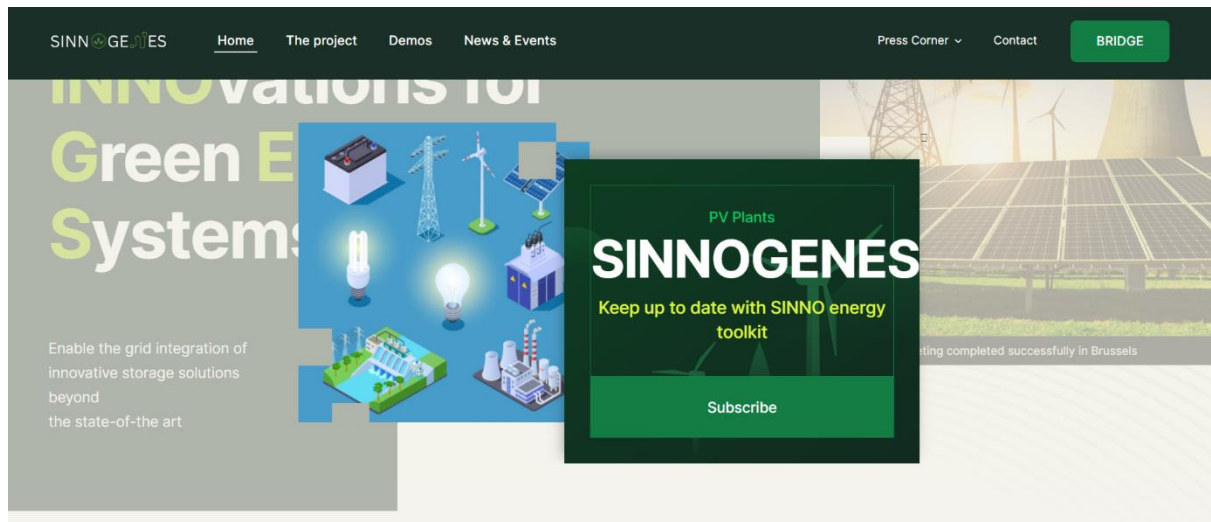 SINNOGENES
Home
The project
Demos
News & Events
Press Corner
Contact
BRIDGE
INNOvations for
Green E
Systems
Enable the grid integration of
innovative storage solutions
beyond
the state-of-the art
PV Plants
SINNOGENES
Keep up to date with SINNO energy
toolkit
Subscribe
completed successfully in Brussels